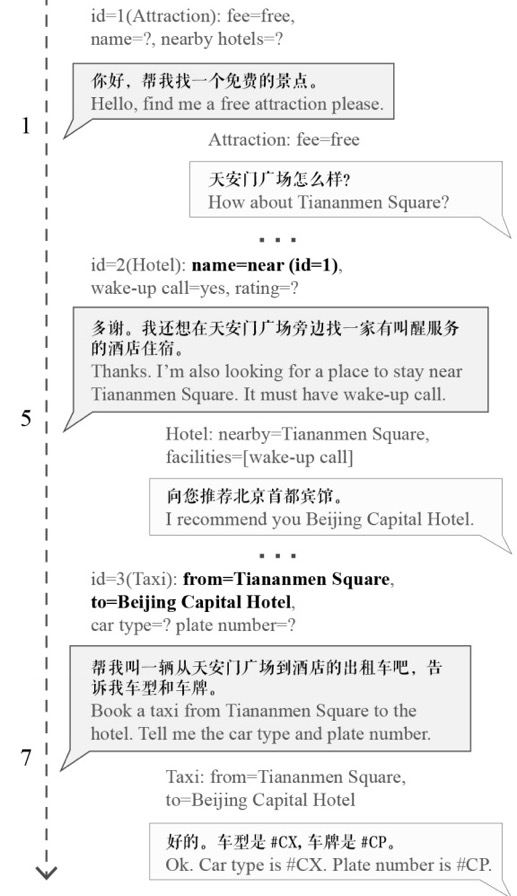 id=1(Attraction): fee=free,
name=?, nearby hotels=?
你好，帮我找一个免费的景点。
Hello, find me a free attraction please.
1
Attraction: fee=free
天安门广场怎么样?
How about Tiananmen Square?
...
id=2(Hotel): name=near (id=1),
wake-up call=yes, rating=?
多谢。我还想在天安门广场旁边找一家有叫醒服务
的酒店住宿。
Thanks. I'm also looking for a place to stay near
Tiananmen Square. It must have wake-up call.
5
Hotel: nearby=Tiananmen Square,
facilities=[wake-up call]
向您推荐北京首都宾馆。
I recommend you Beijing Capital Hotel.
...
id=3(Taxi): from=Tiananmen Square,
to=Beijing Capital Hotel,
car type=? plate number=?
帮我叫一辆从天安门广场到酒店的出租车吧，告
诉我车型和车牌。
Book a taxi from Tiananmen Square to the
hotel. Tell me the car type and plate number.
7
Taxi: from=Tiananmen Square,
to=Beijing Capital Hotel
好的。车型是 #CX, 车牌是 #CP。
Ok. Car type is #CX. Plate number is #CP.